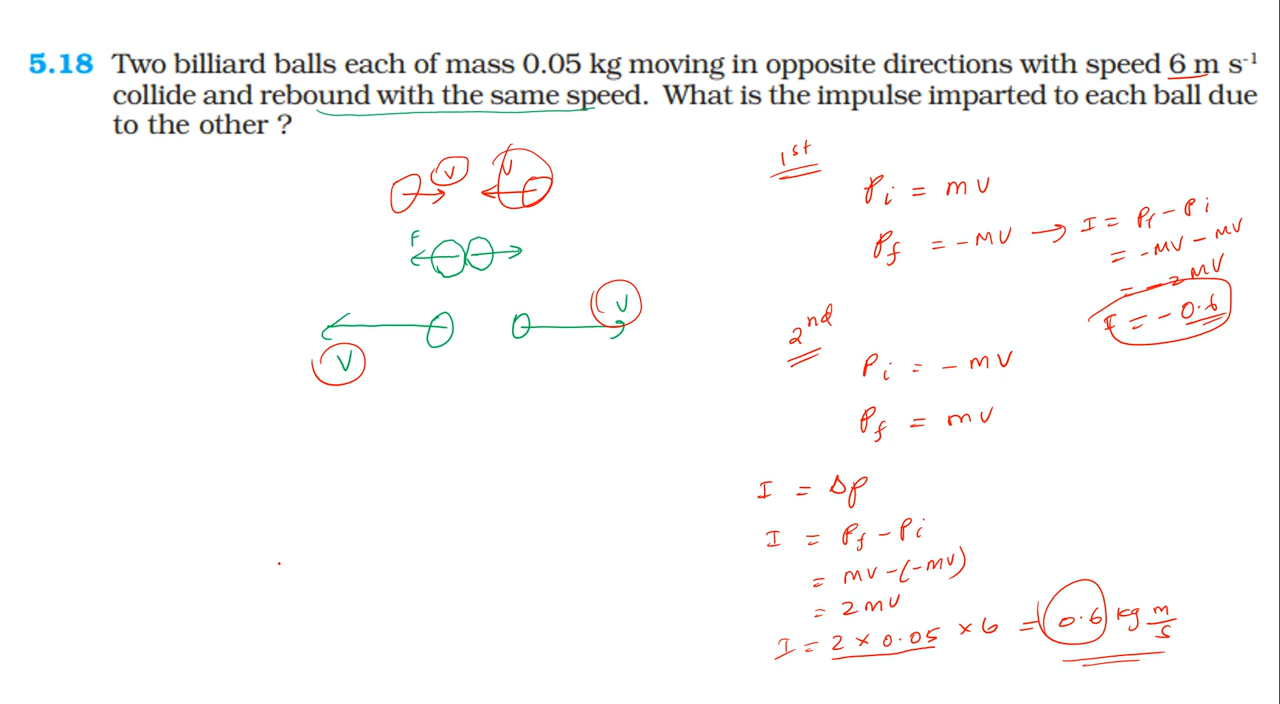 5.18 Two billiard balls each of mass 0.05 kg moving in opposite directions with speed 6 m s⁻¹
collide and rebound with the same speed. What is the impulse imparted to each ball due
to the other ?
V V
F
V
V
1st
Pi = mv
Pf = -MV → I = Pf - Pi
= -MV - MV
= -2MV
I = -0.6
2nd
Pi = -mv
Pf = mv
I = Δp
I = Pf - Pi
= mv-(-mv)
= 2mv
I = 2 × 0.05 × 6 = 0.6 kg m/s